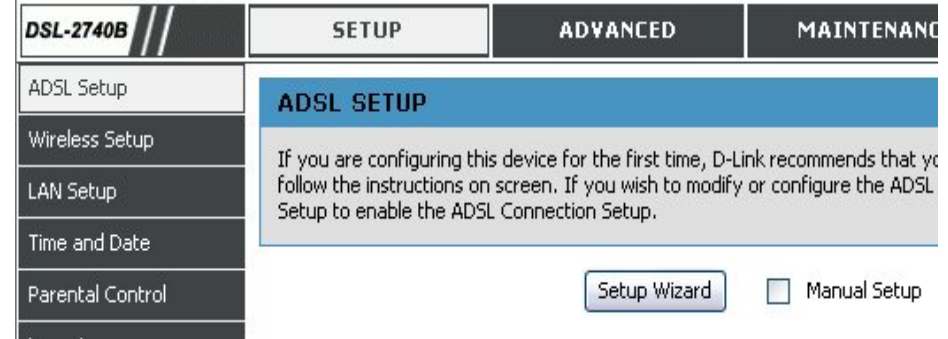 DSL-2740B
SETUP
ADVANCED
ADSL Setup
Wireless Setup
LAN Setup
Time and Date
Parental Control
ADSL SETUP
If you are configuring this device for the first time, D-Link recommends that
follow the instructions on screen. If you wish to modify or configure the ADSL
Setup to enable the ADSL Connection Setup.
Setup Wizard
Manual Setup